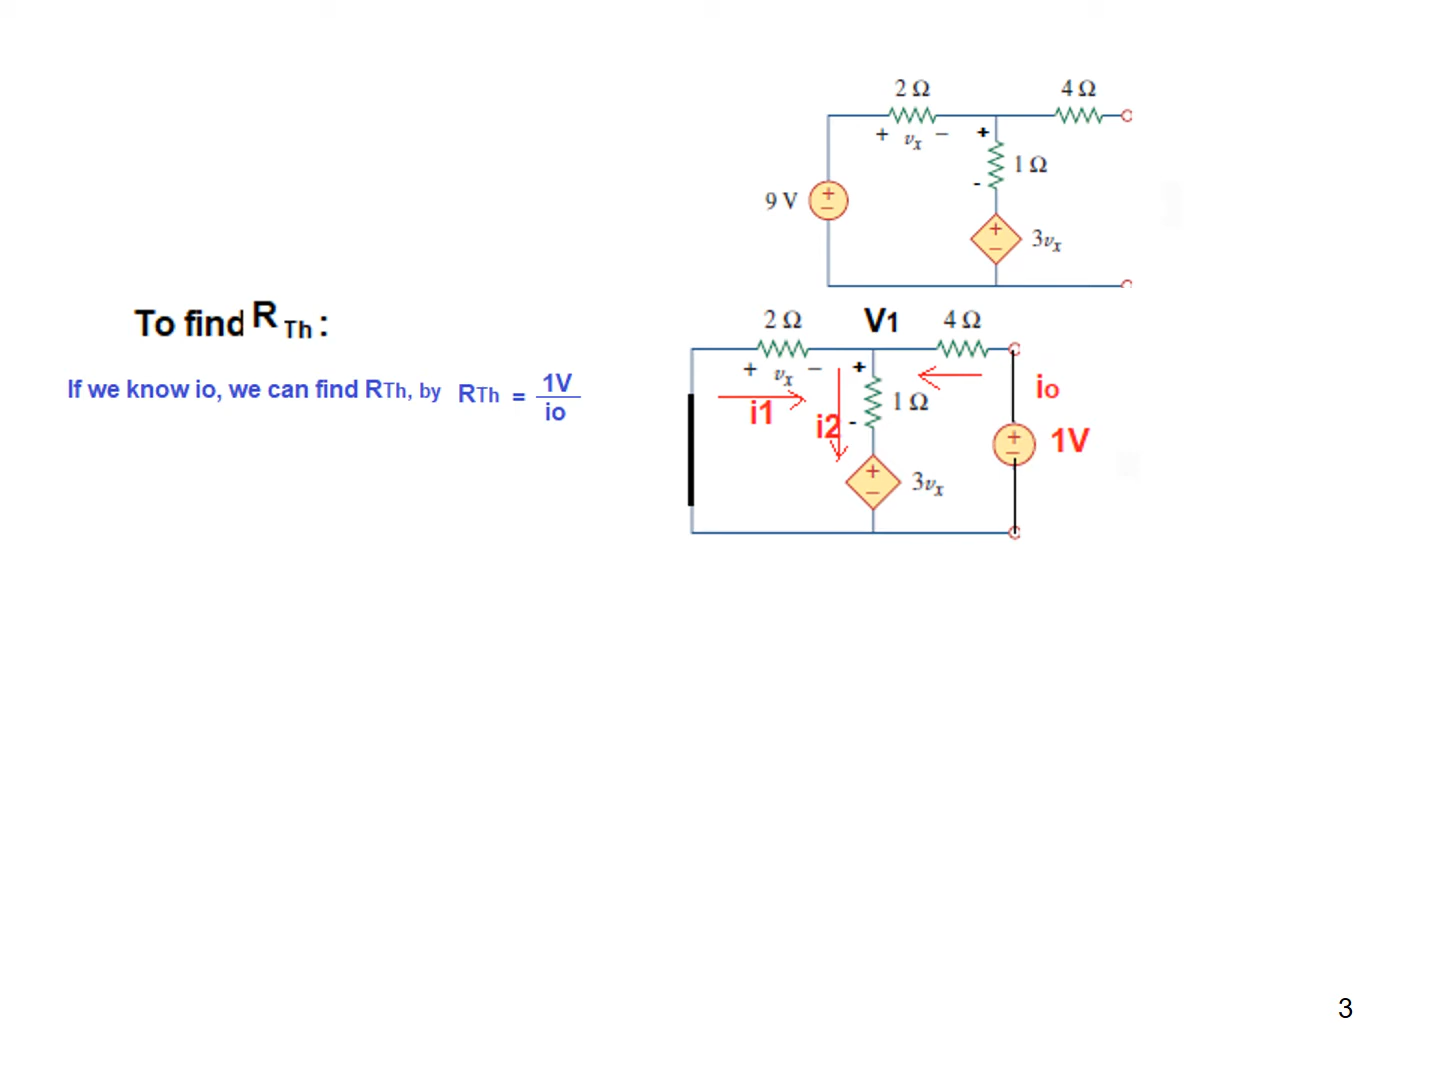 2 Ω 4 Ω
+ vx − +
1 Ω
-
9 V + − + − 3vx
To find RTh :
2 Ω V1 4 Ω
If we know io, we can find RTh, by RTh = 1V
io
+ vx − + io
i1 i2 - 1 Ω
+ − 1V
+ − 3vx
3